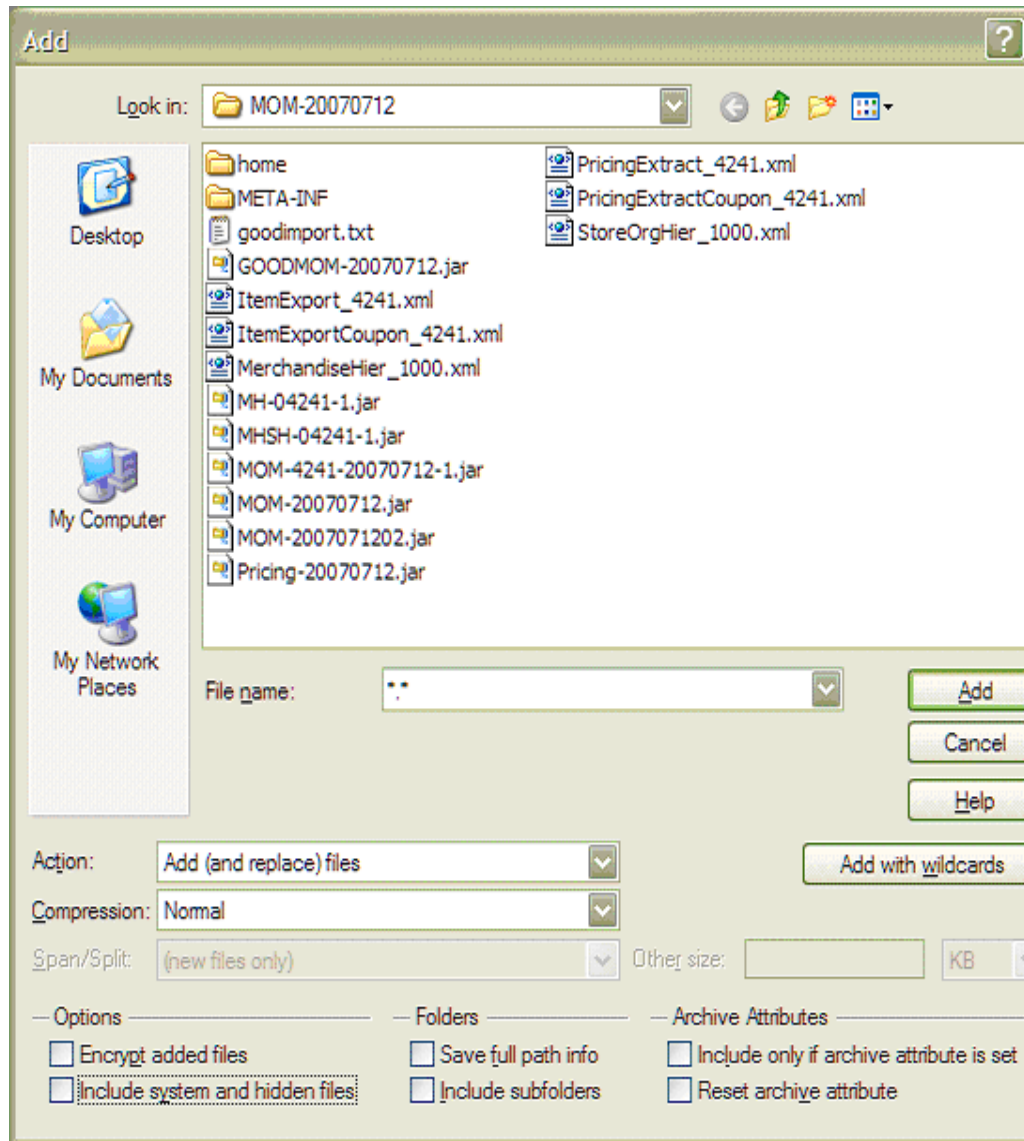 Add
?
Look in: MOM-20070712
Desktop
My Documents
My Computer
My Network Places
home
META-INF
goodimport.txt
GOODMOM-20070712.jar
ItemExport_4241.xml
ItemExportCoupon_4241.xml
MerchandiseHier_1000.xml
MH-04241-1.jar
MHSH-04241-1.jar
MOM-4241-20070712-1.jar
MOM-20070712.jar
MOM-2007071202.jar
Pricing-20070712.jar
PricingExtract_4241.xml
PricingExtractCoupon_4241.xml
StoreOrgHier_1000.xml
File name: *.*
Add
Cancel
Help
Action: Add (and replace) files
Add with wildcards
Compression: Normal
Span/Split: (new files only) Other size: KB
Options
Encrypt added files
Include system and hidden files
Folders
Save full path info
Include subfolders
Archive Attributes
Include only if archive attribute is set
Reset archive attribute